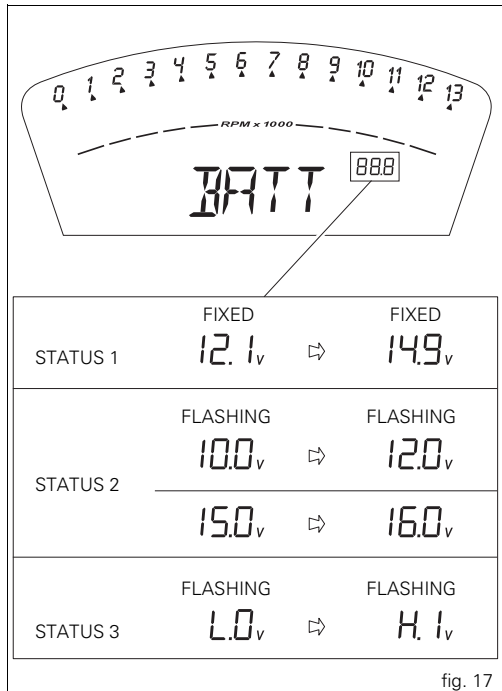 0 1 2 3 4 5 6 7 8 9 10 11 12 13
RPM x 1000
BATT 88.8
FIXED FIXED
STATUS 1 12.1v ⇨ 14.9v
FLASHING FLASHING
10.0v ⇨ 12.0v
STATUS 2
15.0v ⇨ 16.0v
FLASHING FLASHING
STATUS 3 L.0v ⇨ H.1v
fig. 17